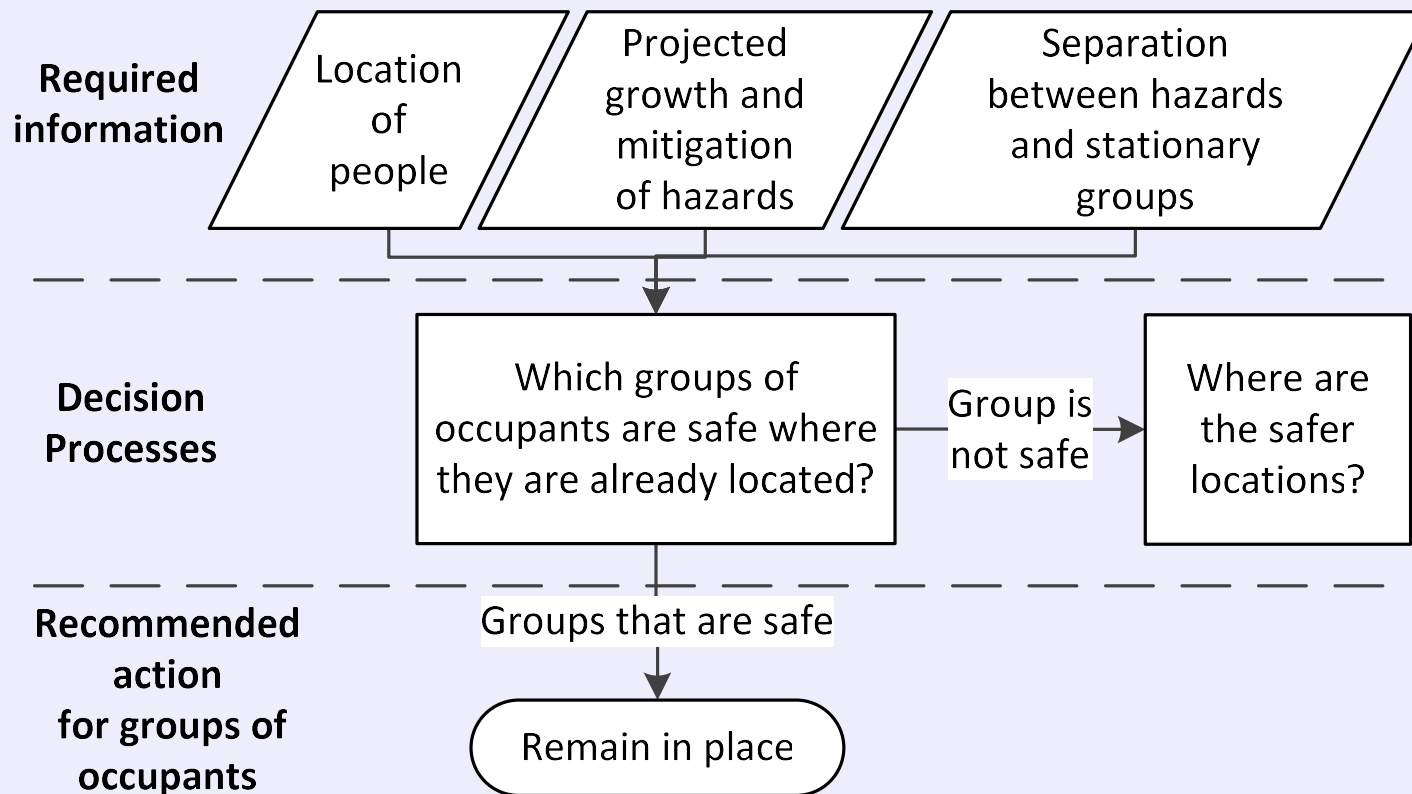 Required
information
Location
of
people
Projected
growth and
mitigation
of hazards
Separation
between hazards
and stationary
groups
Decision
Processes
Which groups of
occupants are safe where
they are already located?
Group is
not safe
Where are
the safer
locations?
Recommended
action
for groups of
occupants
Groups that are safe
Remain in place